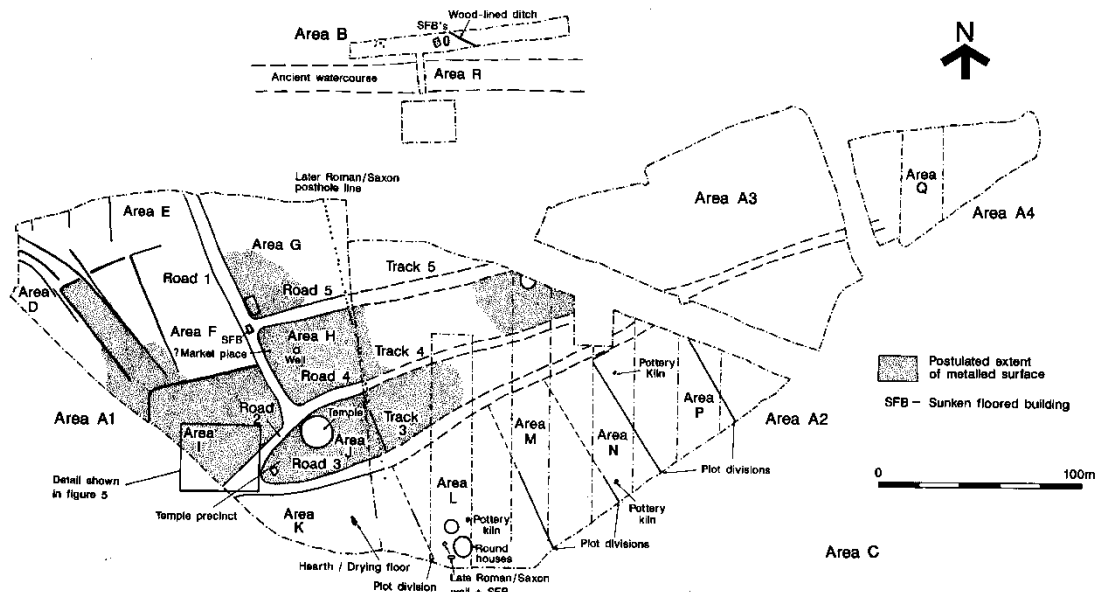 Wood-lined ditch
SFB's
Area B
N
Ancient watercourse
Area R
Later Roman/Saxon
posthole line
Area E
Area G
Area A3
Area
Q
Area A4
Road 1
Track 5
Area
D
Road 5
Area F
SFB
Area H
? Market place
Well
Track 4
Road 4
Pottery
Kiln
Postulated extent
of metalled surface
SFB – Sunken floored building
Area A1
Road
2
Temple
Track
3
Area
P
Area A2
Area
I
Area
J
Area
M
Area
N
Road 3
Plot divisions
0
100m
Detail shown
in figure 5
Temple precinct
Area
K
Area
L
Pottery
kiln
Pottery
kiln
Round
houses
Plot divisions
Area C
Hearth / Drying floor
Plot division
Late Roman/Saxon
well + SFB